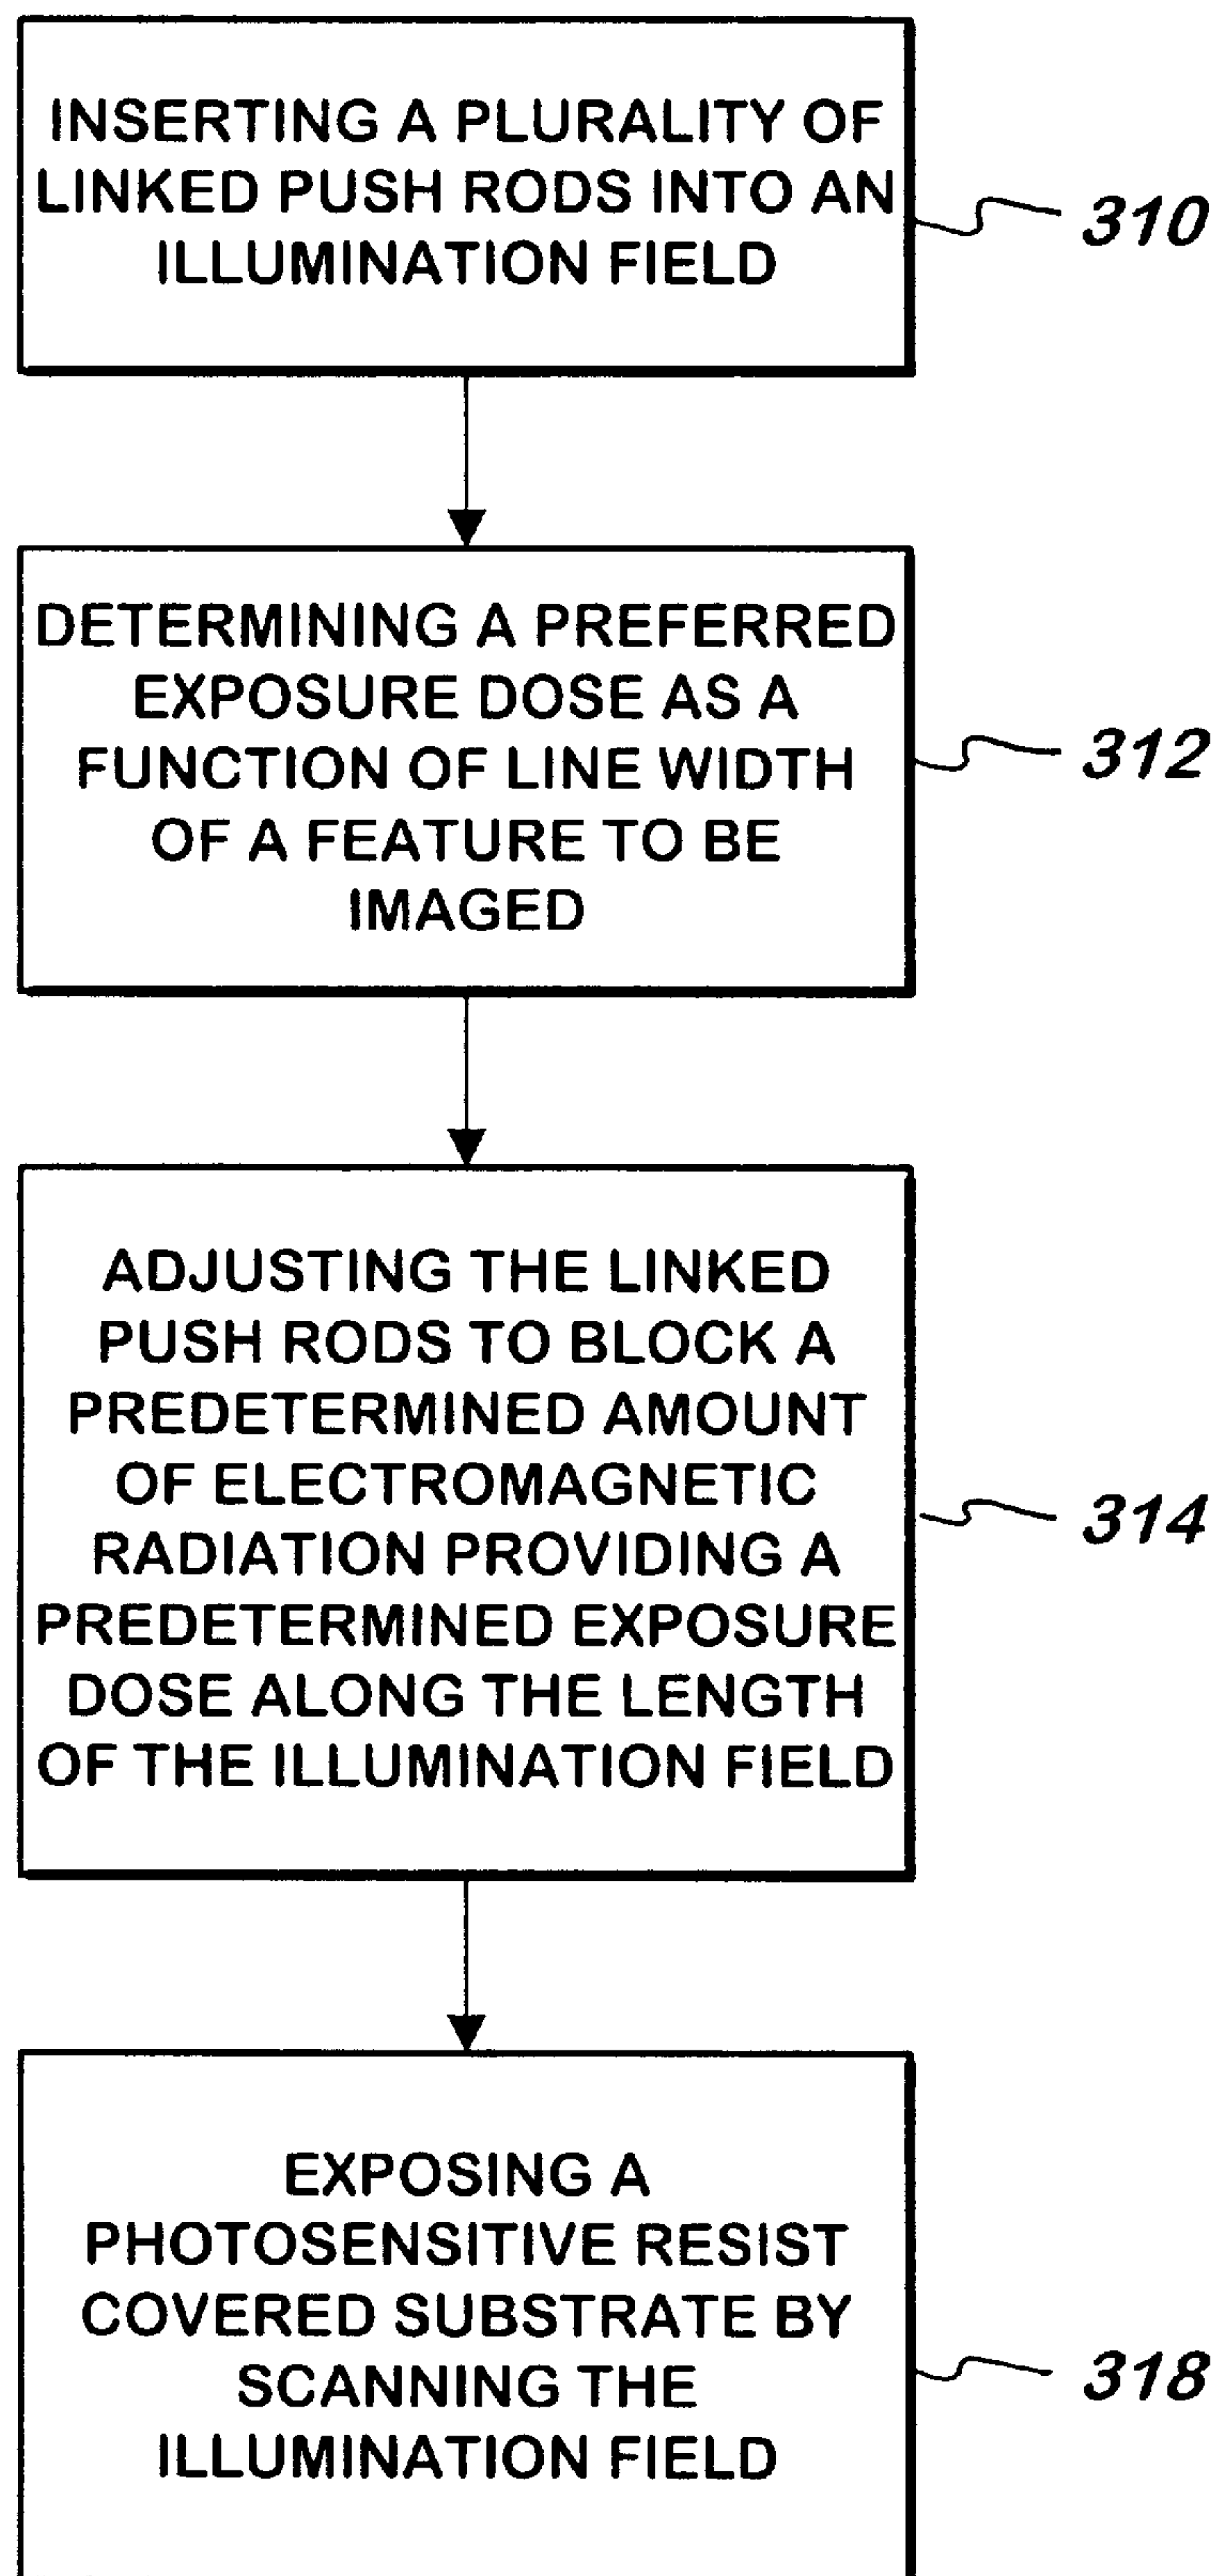 INSERTING A PLURALITY OF
LINKED PUSH RODS INTO AN
ILLUMINATION FIELD
310
DETERMINING A PREFERRED
EXPOSURE DOSE AS A
FUNCTION OF LINE WIDTH
OF A FEATURE TO BE
IMAGED
312
ADJUSTING THE LINKED
PUSH RODS TO BLOCK A
PREDETERMINED AMOUNT
OF ELECTROMAGNETIC
RADIATION PROVIDING A
PREDETERMINED EXPOSURE
DOSE ALONG THE LENGTH
OF THE ILLUMINATION FIELD
314
EXPOSING A
PHOTOSENSITIVE RESIST
COVERED SUBSTRATE BY
SCANNING THE
ILLUMINATION FIELD
318